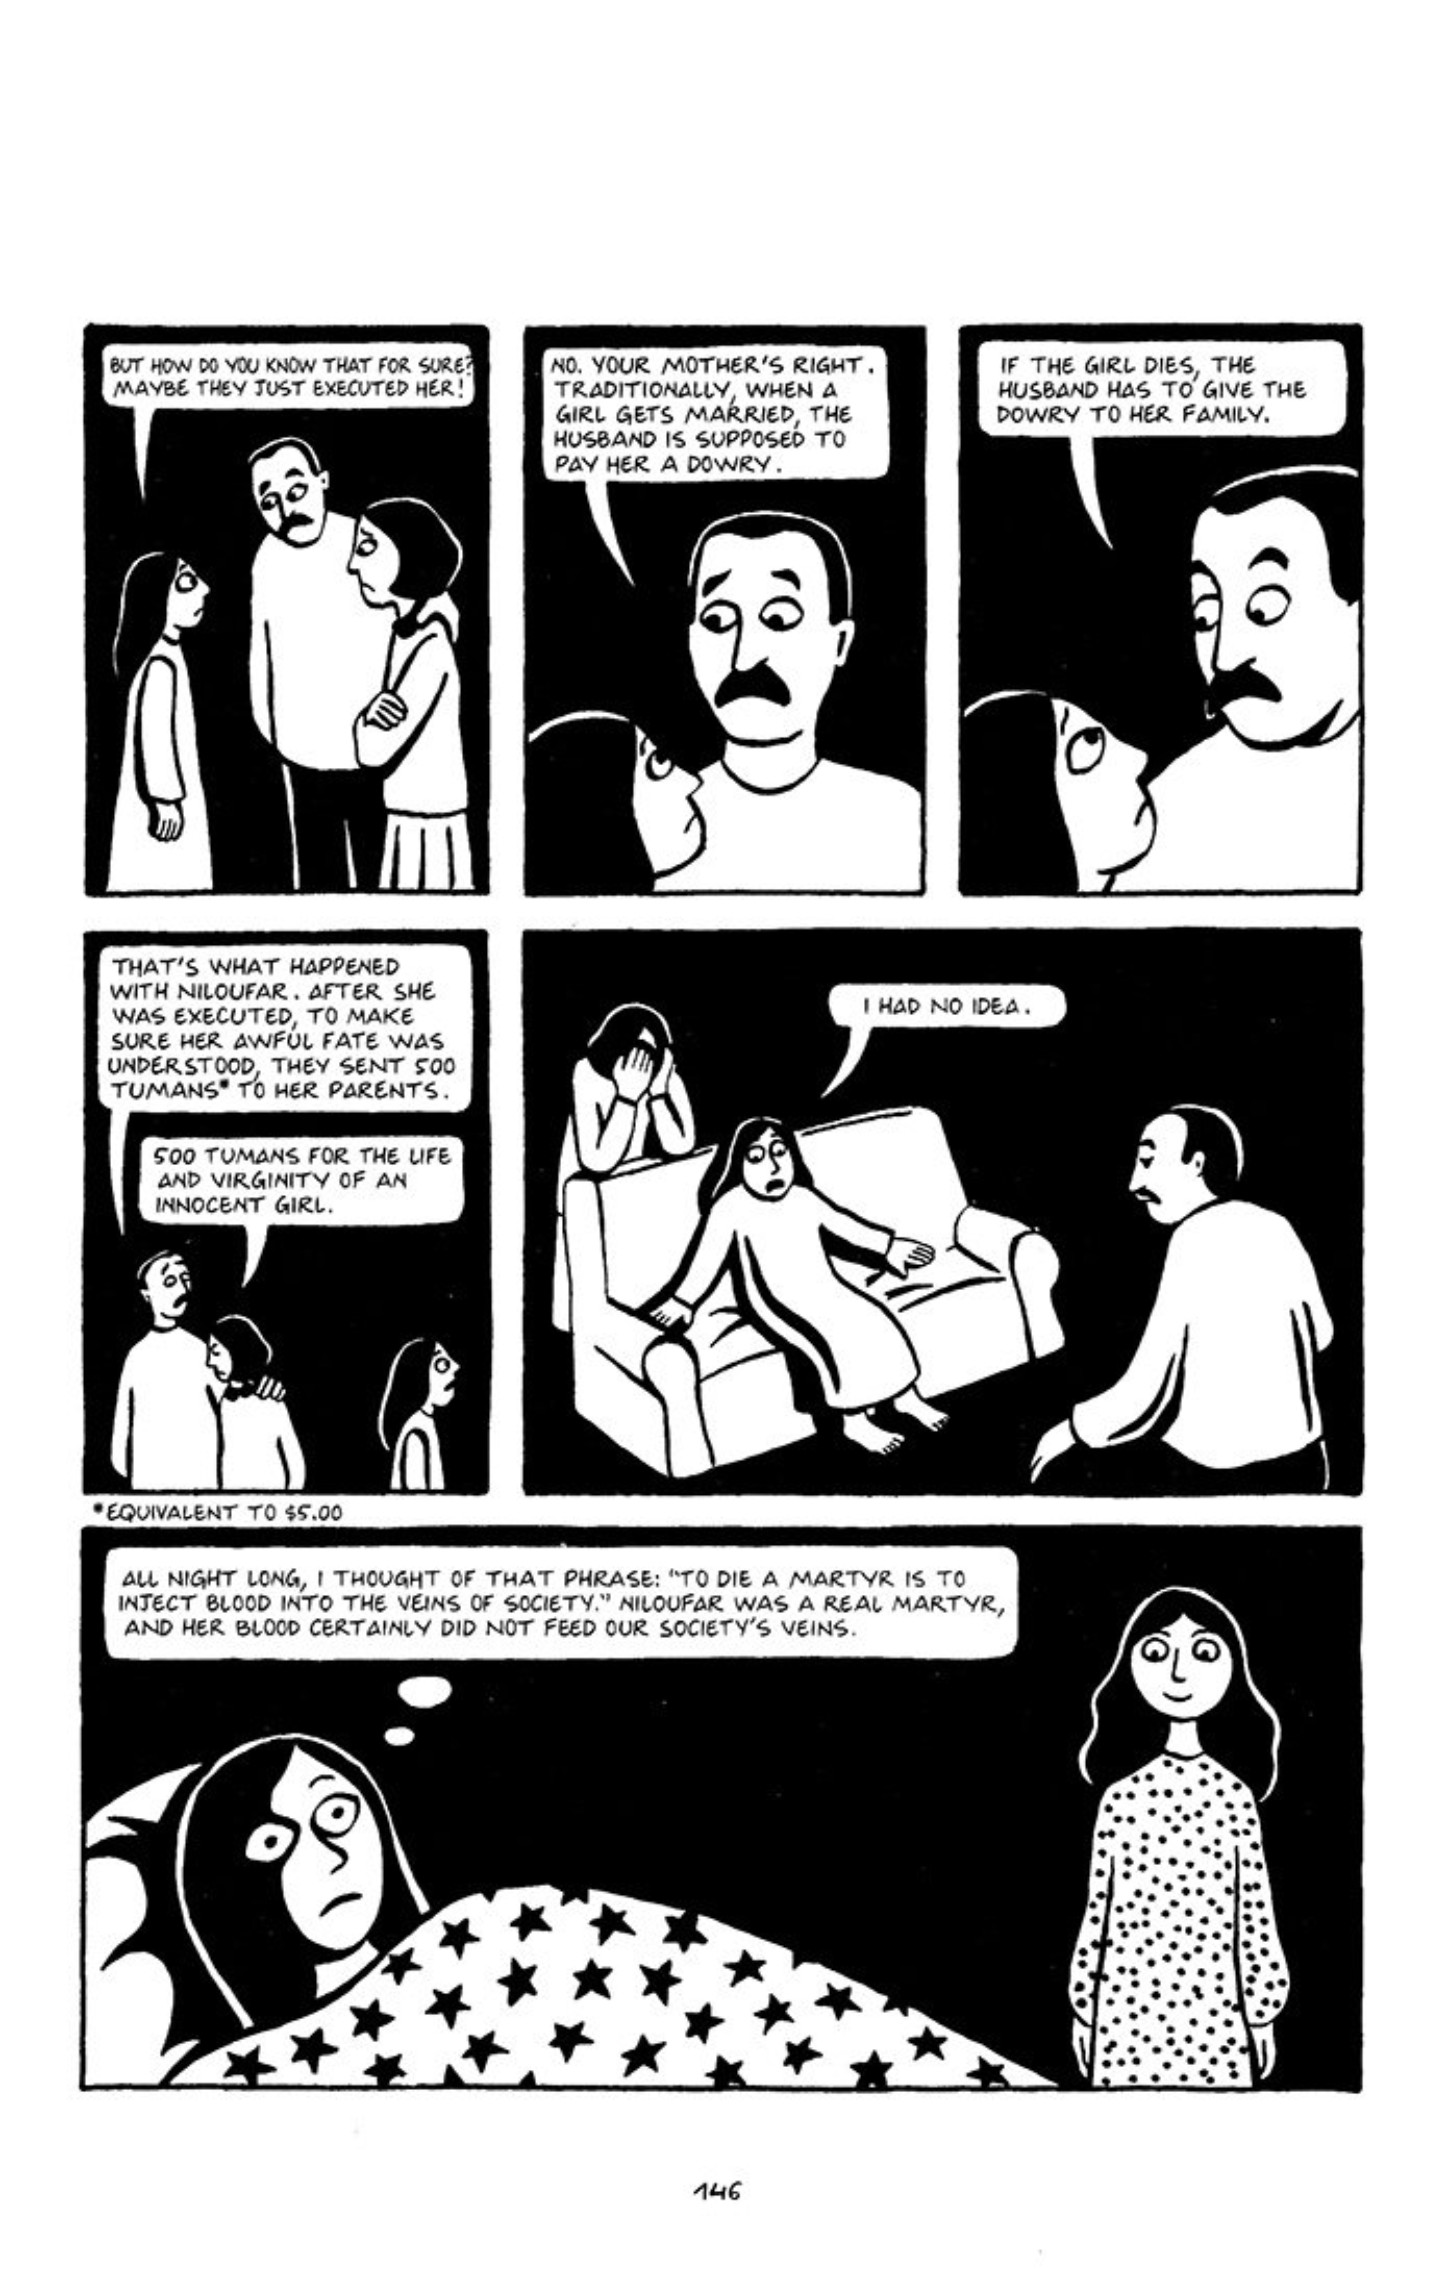 BUT HOW DO YOU KNOW THAT FOR SURE?
MAYBE THEY JUST EXECUTED HER!
NO. YOUR MOTHER'S RIGHT.
TRADITIONALLY, WHEN A
GIRL GETS MARRIED, THE
HUSBAND IS SUPPOSED TO
PAY HER A DOWRY.
IF THE GIRL DIES, THE
HUSBAND HAS TO GIVE THE
DOWRY TO HER FAMILY.
THAT'S WHAT HAPPENED
WITH NILOUFAR. AFTER SHE
WAS EXECUTED, TO MAKE
SURE HER AWFUL FATE WAS
UNDERSTOOD, THEY SENT 500
TUMANS* TO HER PARENTS.
500 TUMANS FOR THE LIFE
AND VIRGINITY OF AN
INNOCENT GIRL.
I HAD NO IDEA.
*EQUIVALENT TO $5.00
ALL NIGHT LONG, I THOUGHT OF THAT PHRASE: "TO DIE A MARTYR IS TO
INJECT BLOOD INTO THE VEINS OF SOCIETY." NILOUFAR WAS A REAL MARTYR,
AND HER BLOOD CERTAINLY DID NOT FEED OUR SOCIETY'S VEINS.
146